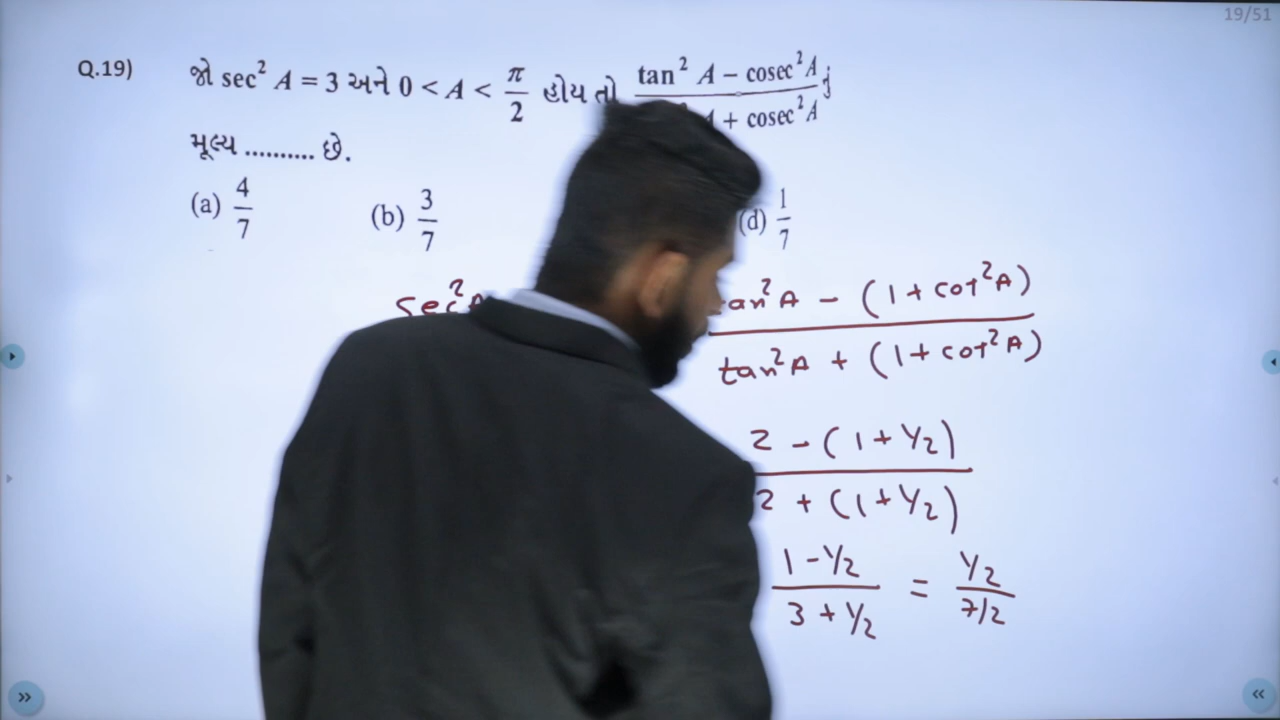 19/51
Q.19) જો sec² A = 3 અને 0 < A < π/2 હોય તો tan² A – cosec² A / + cosec² A નું
મૂલ્ય .......... છે.
(a) 4/7 (b) 3/7 (d) 1/7
sec²A
tan²A – (1 + cot²A) / tan²A + (1 + cot²A)
2 – (1 + 1/2) / 2 + (1 + 1/2)
1 – 1/2 / 3 + 1/2 = 1/2 / 7/2